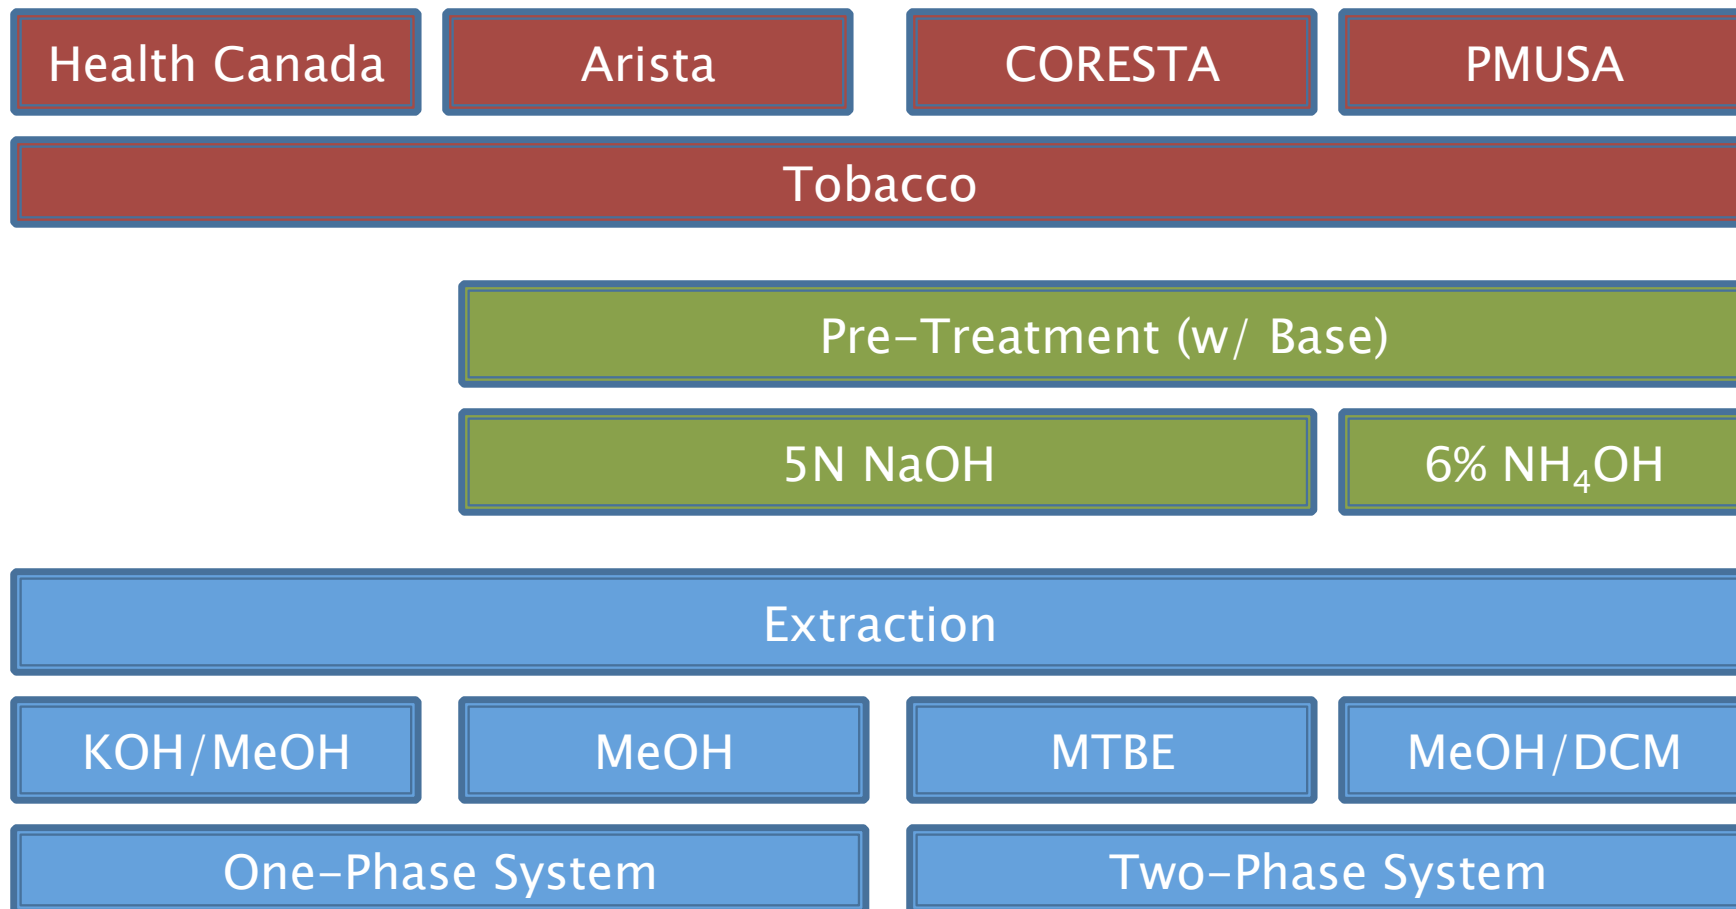 Health Canada
Arista
CORESTA
PMUSA
Tobacco
Pre-Treatment (w/ Base)
5N NaOH
6% NH₄OH
Extraction
KOH/MeOH
MeOH
MTBE
MeOH/DCM
One-Phase System
Two-Phase System